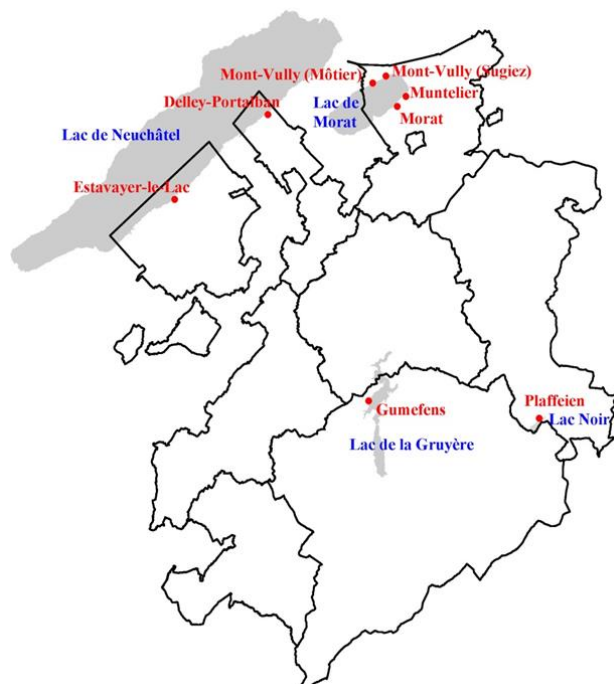 Mont-Vully (Môtier)
Mont-Vully (Sugiez)
Delley-Portalban
Lac de
Morat
Muntelier
Morat
Lac de Neuchâtel
Estavayer-le-Lac
Gumefens
Plaffeien
Lac Noir
Lac de la Gruyère